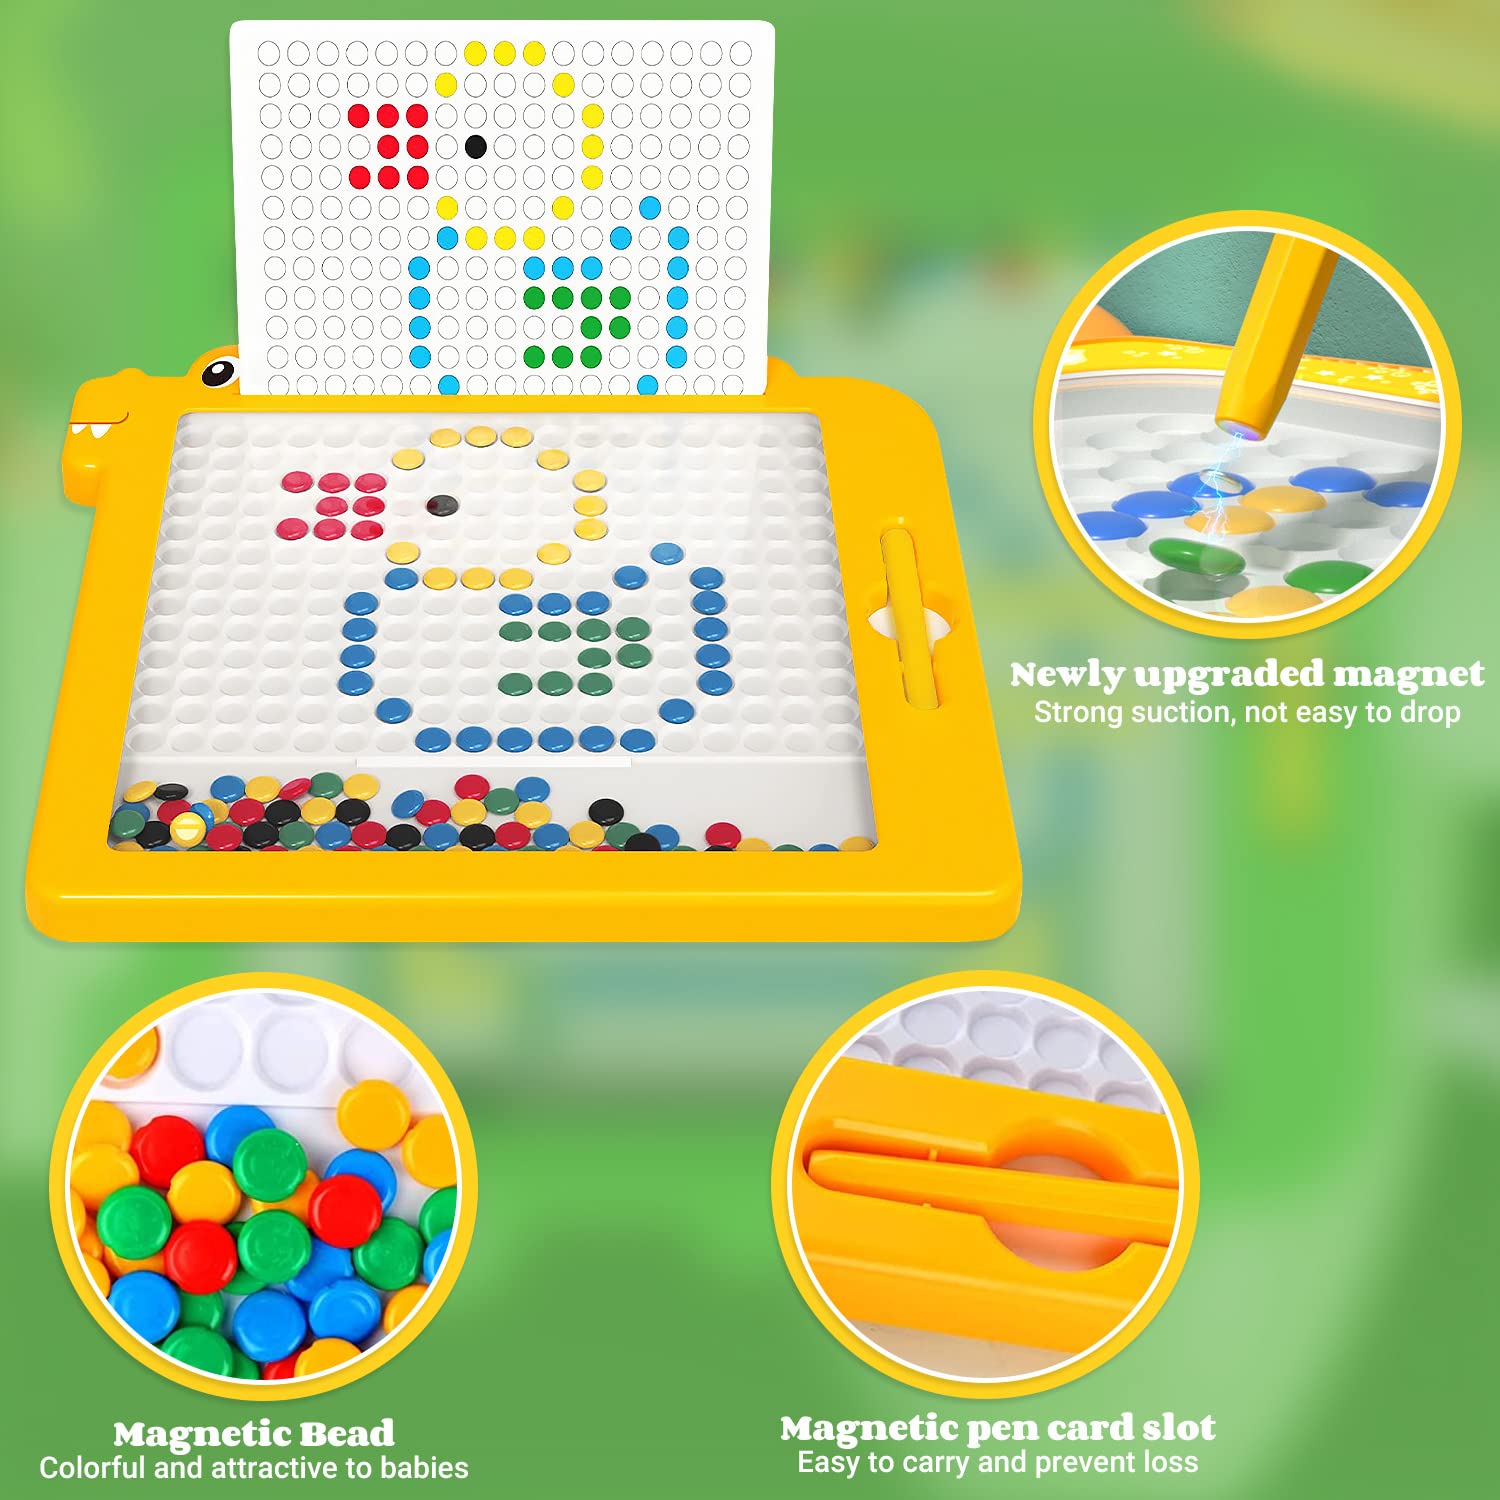 Newly upgraded magnet
Strong suction, not easy to drop
Magnetic Bead
Colorful and attractive to babies
Magnetic pen card slot
Easy to carry and prevent loss